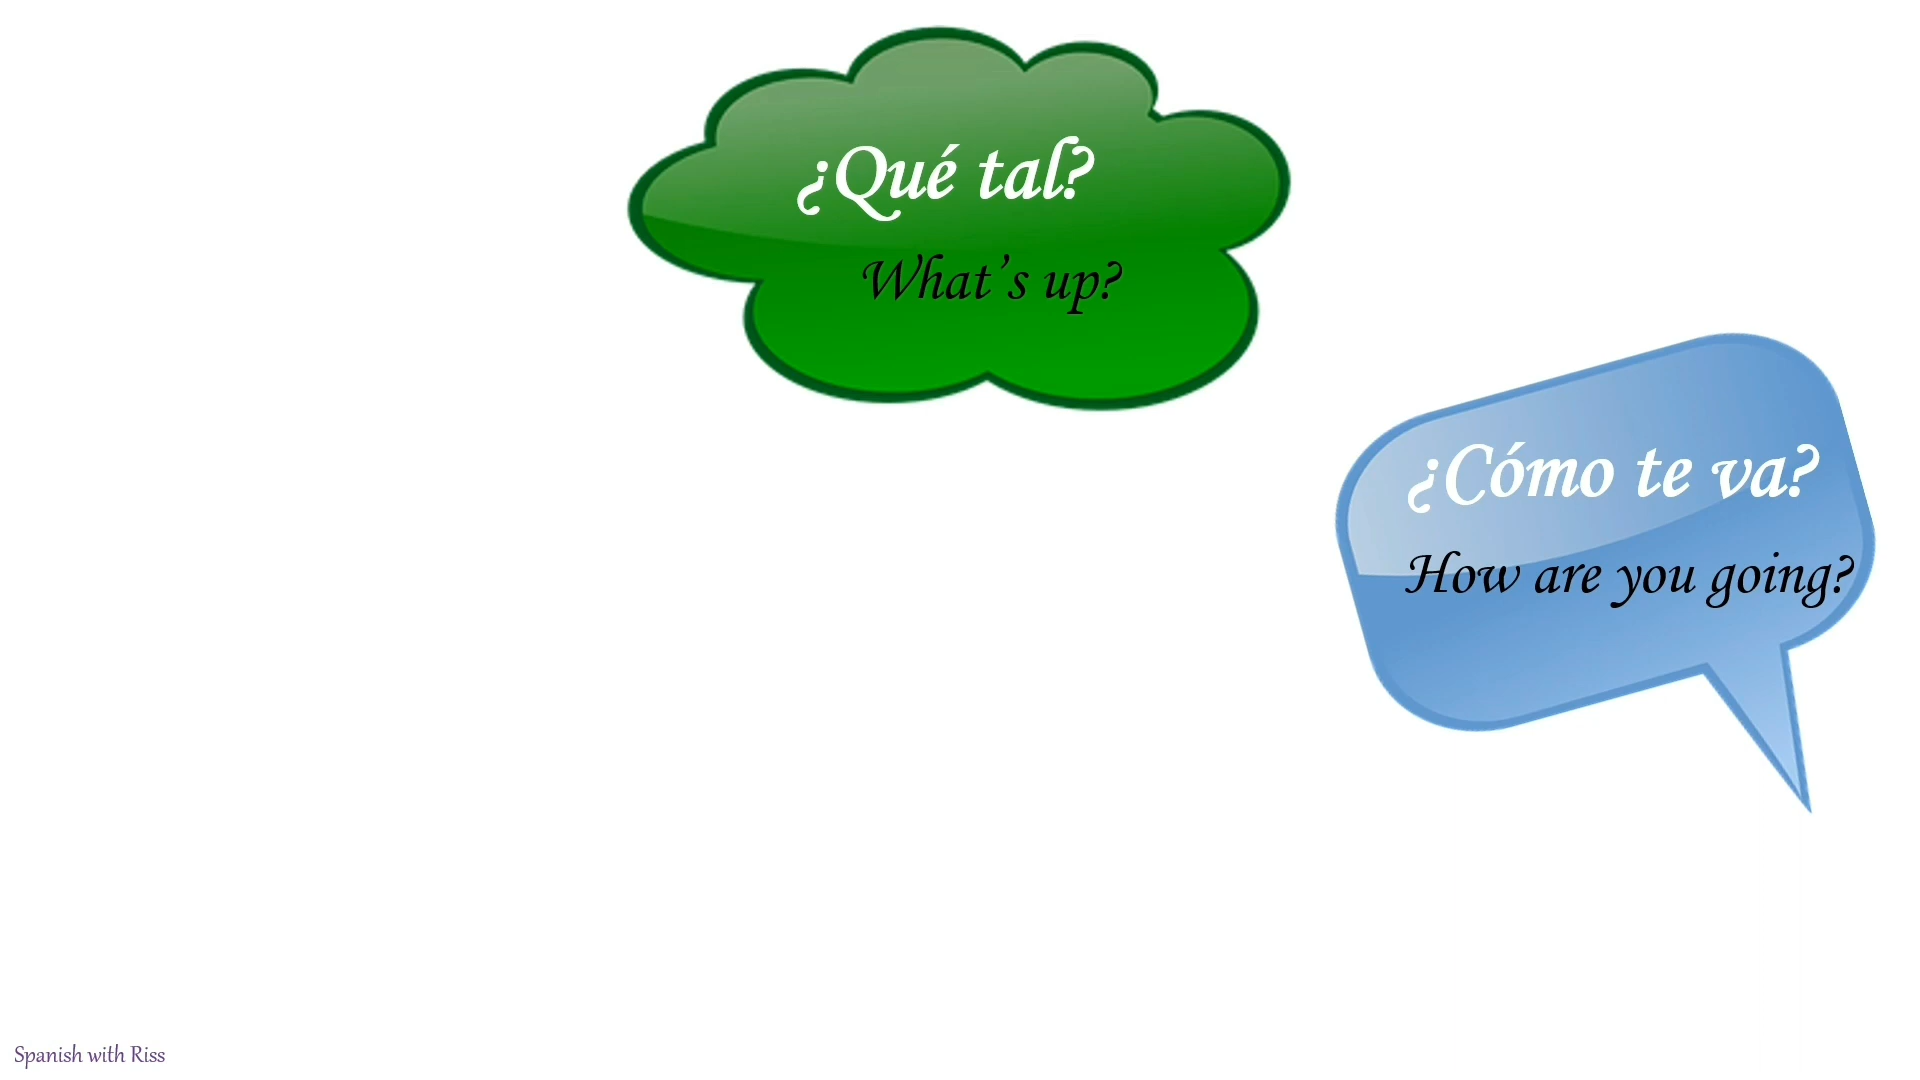 ¿Qué tal?
What's up?
¿Cómo te va?
How are you going?
Spanish with Riss